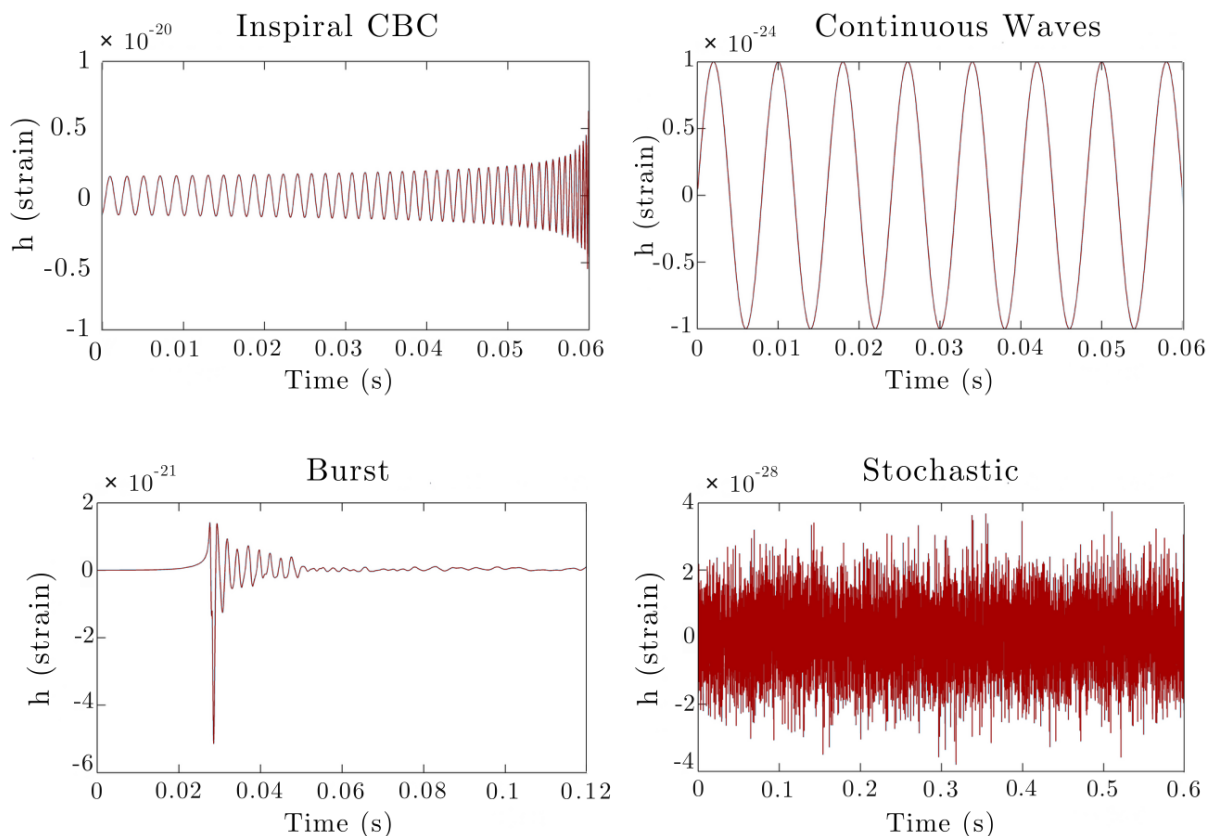 Inspiral CBC
× 10⁻²⁰
1
0.5
0
-0.5
-1
h (strain)
0 0.01 0.02 0.03 0.04 0.05 0.06
Time (s)
Continuous Waves
× 10⁻²⁴
1
0.5
0
-0.5
-1
h (strain)
0 0.01 0.02 0.03 0.04 0.05 0.06
Time (s)
Burst
× 10⁻²¹
2
0
-2
-4
-6
h (strain)
0 0.02 0.04 0.06 0.08 0.10 0.12
Time (s)
Stochastic
× 10⁻²⁸
4
2
0
-2
-4
h (strain)
0 0.1 0.2 0.3 0.4 0.5 0.6
Time (s)